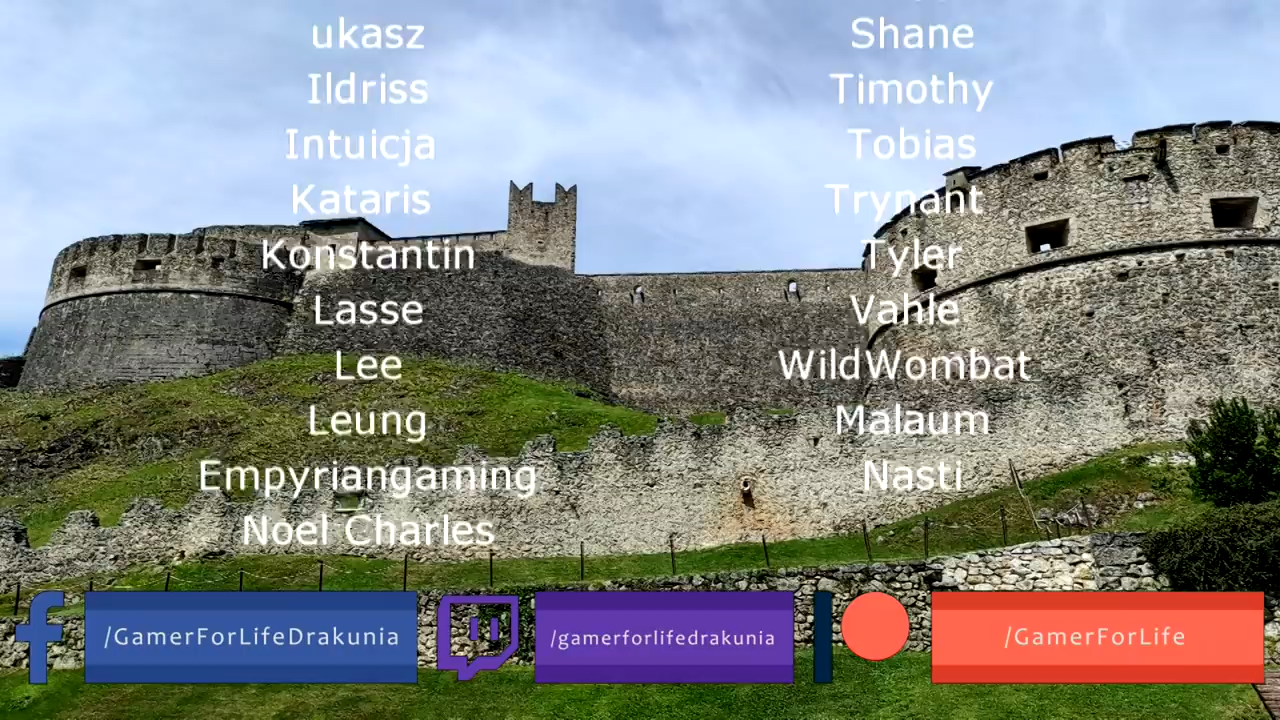 ukasz
Ildriss
Intuicja
Kataris
Konstantin
Lasse
Lee
Leung
Empyriangaming
Noel Charles
Shane
Timothy
Tobias
Trynant
Tyler
Vahle
WildWombat
Malaum
Nasti
/GamerForLifeDrakunia
/gamerforlifedrakunia
/GamerForLife